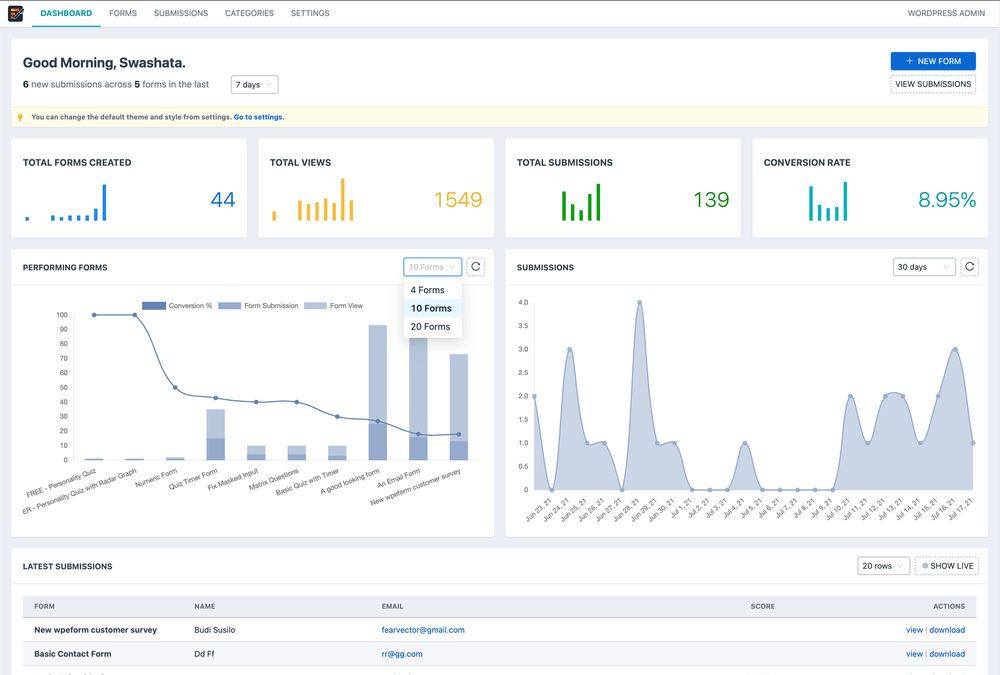 DASHBOARD FORMS SUBMISSIONS CATEGORIES SETTINGS WORDPRESS ADMIN
Good Morning, Swashata.
NEW FORM
6 new submissions across 5 forms in the last 7 days
VIEW SUBMISSIONS
You can change the default theme and style from settings. Go to settings.
TOTAL FORMS CREATED
44
TOTAL VIEWS
1549
TOTAL SUBMISSIONS
139
CONVERSION RATE
8.95%
PERFORMING FORMS
10 Forms
4 Forms
10 Forms
20 Forms
Conversion % Form Submission Form View
100
90
80
70
60
50
40
30
20
10
0
FREE - Personality Quiz
ER - Personality Quiz with Radar Graph
Numeric Form
Quiz Timer Form
Fix Masked Input
Matrix Questions
Basic Quiz with Timer
A good looking form
An Email Form
New wpeform customer survey
SUBMISSIONS
30 days
4.0
3.5
3.0
2.5
2.0
1.5
1.0
0.5
0
Jun 23, 21
Jun 24, 21
Jun 25, 21
Jun 26, 21
Jun 27, 21
Jun 28, 21
Jun 29, 21
Jun 30, 21
Jul 1, 21
Jul 2, 21
Jul 3, 21
Jul 4, 21
Jul 5, 21
Jul 6, 21
Jul 7, 21
Jul 8, 21
Jul 9, 21
Jul 10, 21
Jul 11, 21
Jul 12, 21
Jul 13, 21
Jul 14, 21
Jul 15, 21
Jul 16, 21
Jul 17, 21
LATEST SUBMISSIONS
20 rows
SHOW LIVE
FORM NAME EMAIL SCORE ACTIONS
New wpeform customer survey Budi Susilo fearvector@gmail.com view | download
Basic Contact Form Dd Ff rr@gg.com view | download